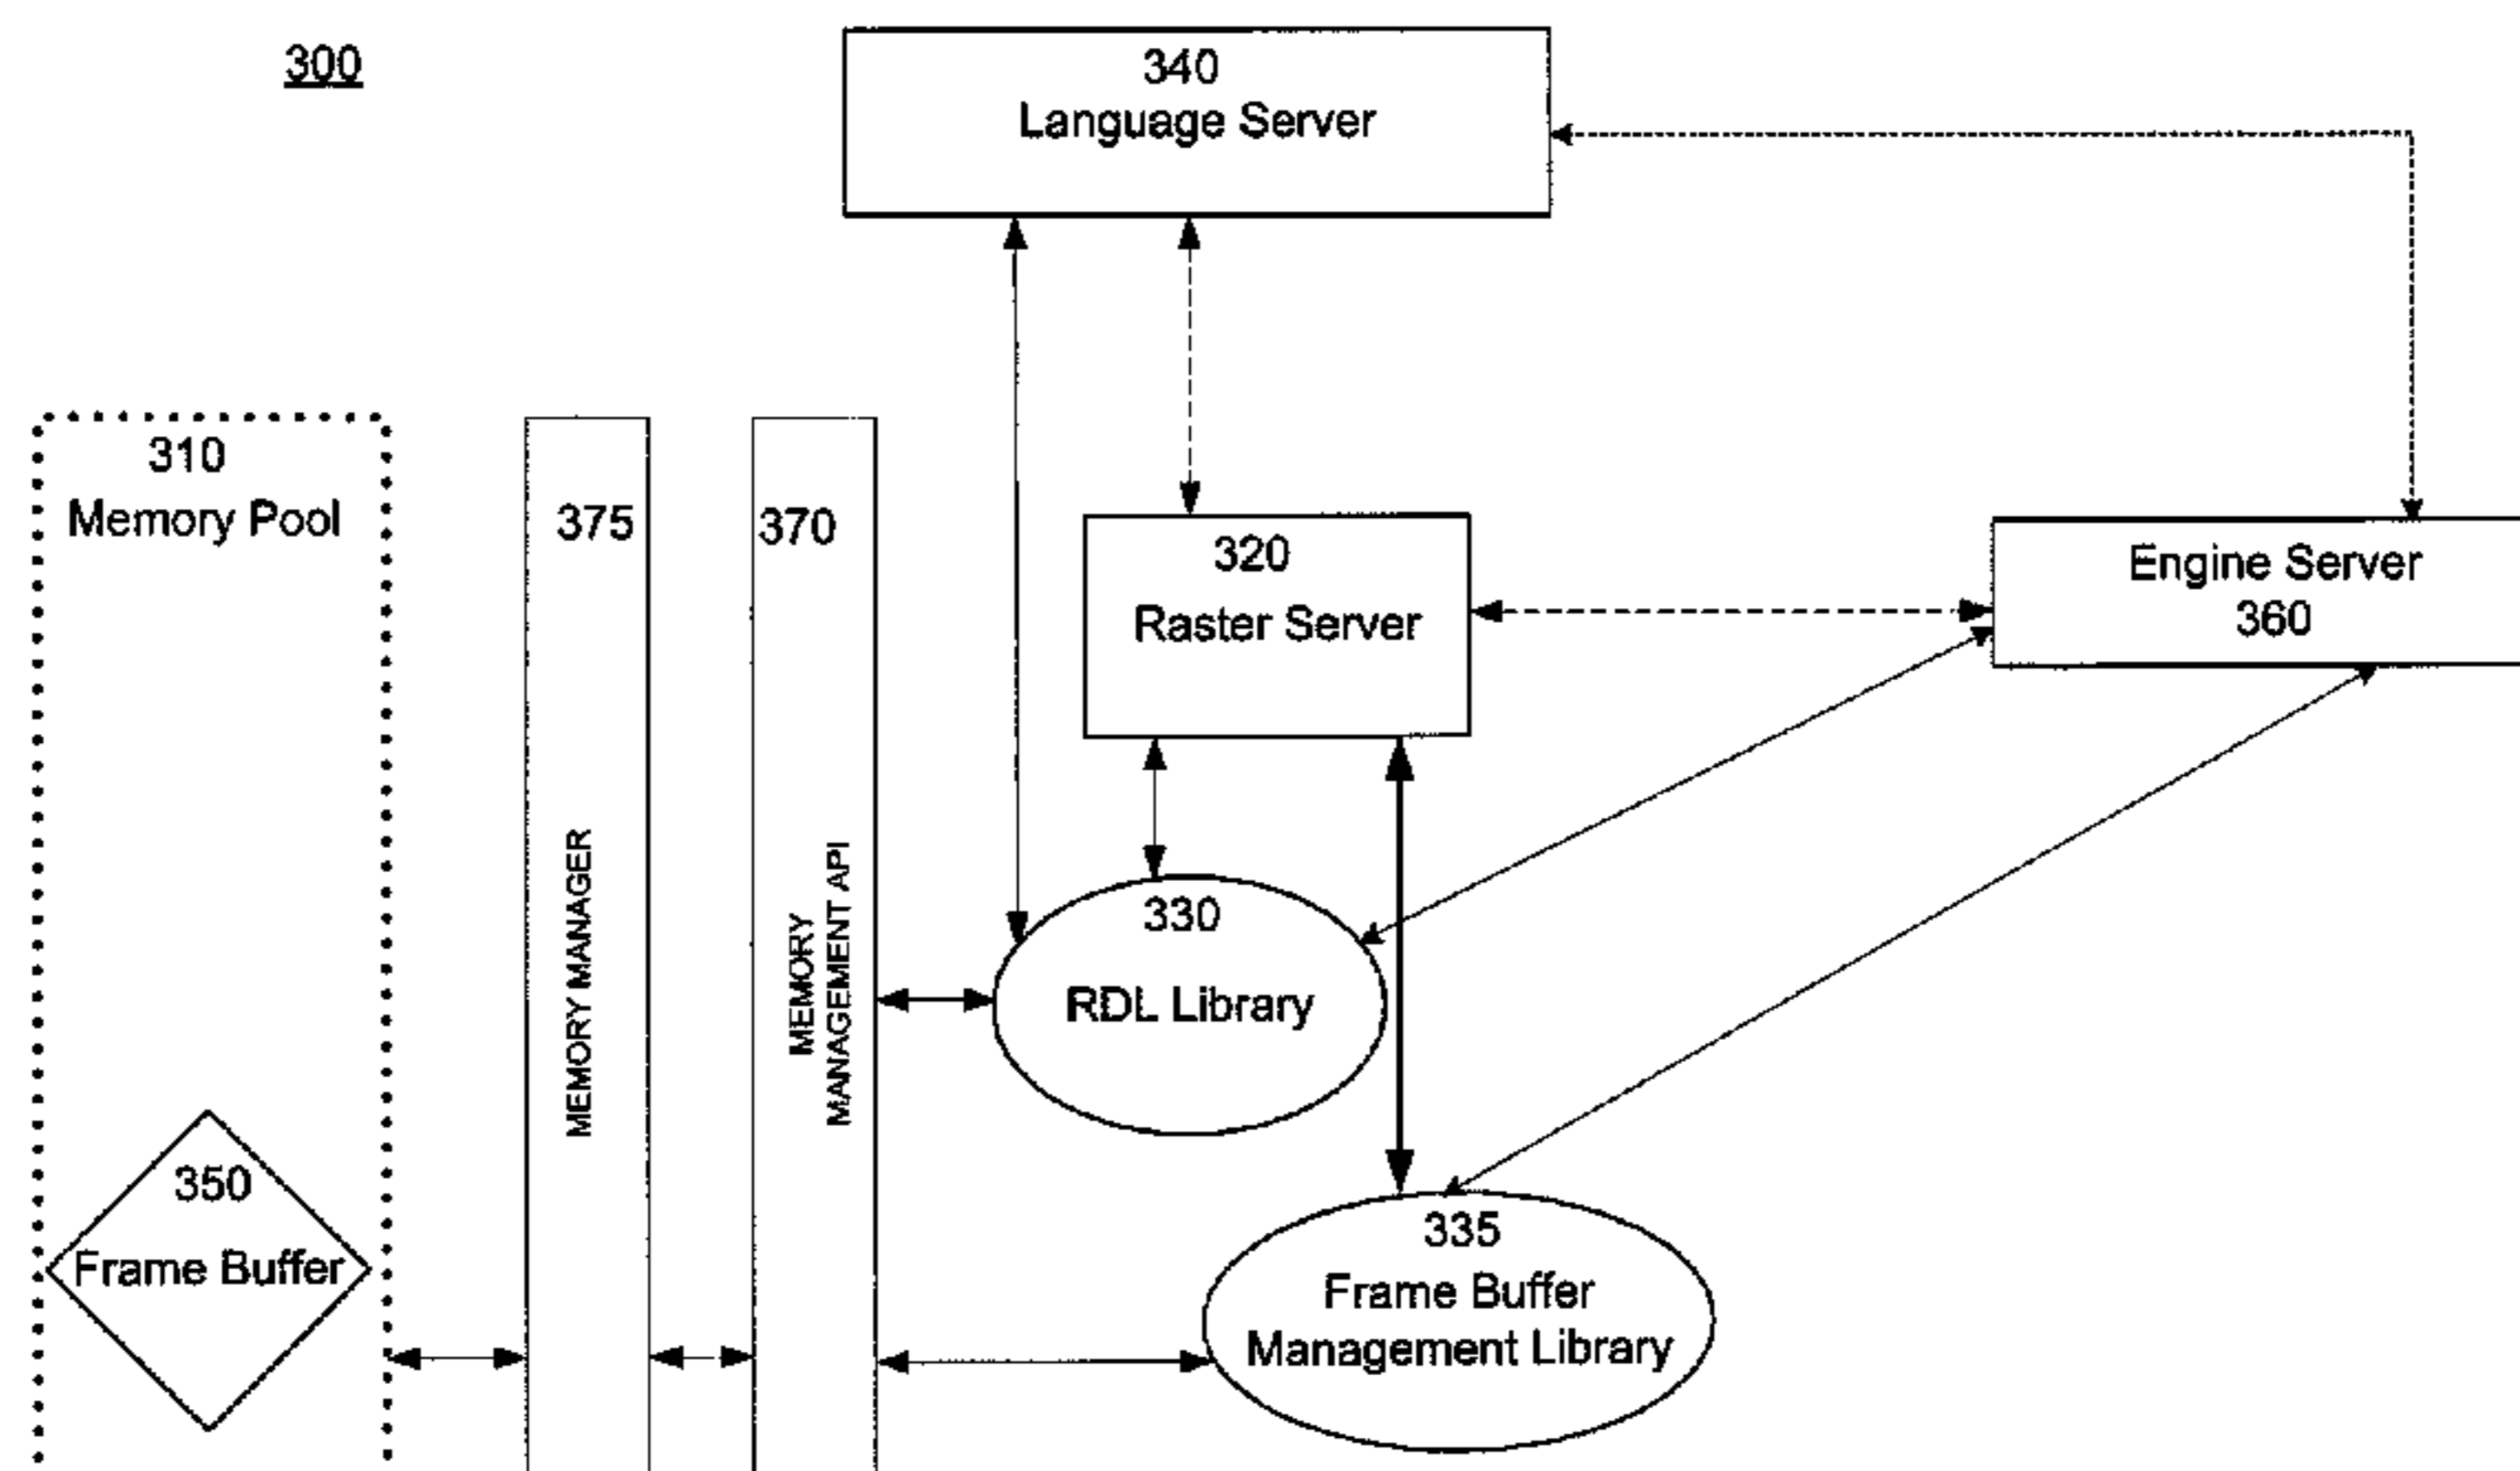 300
340
Language Server
310
Memory Pool
375
370
320
Raster Server
Engine Server
360
MEMORY MANAGER
MEMORY
MANAGEMENT API
330
RDL Library
350
Frame Buffer
335
Frame Buffer
Management Library